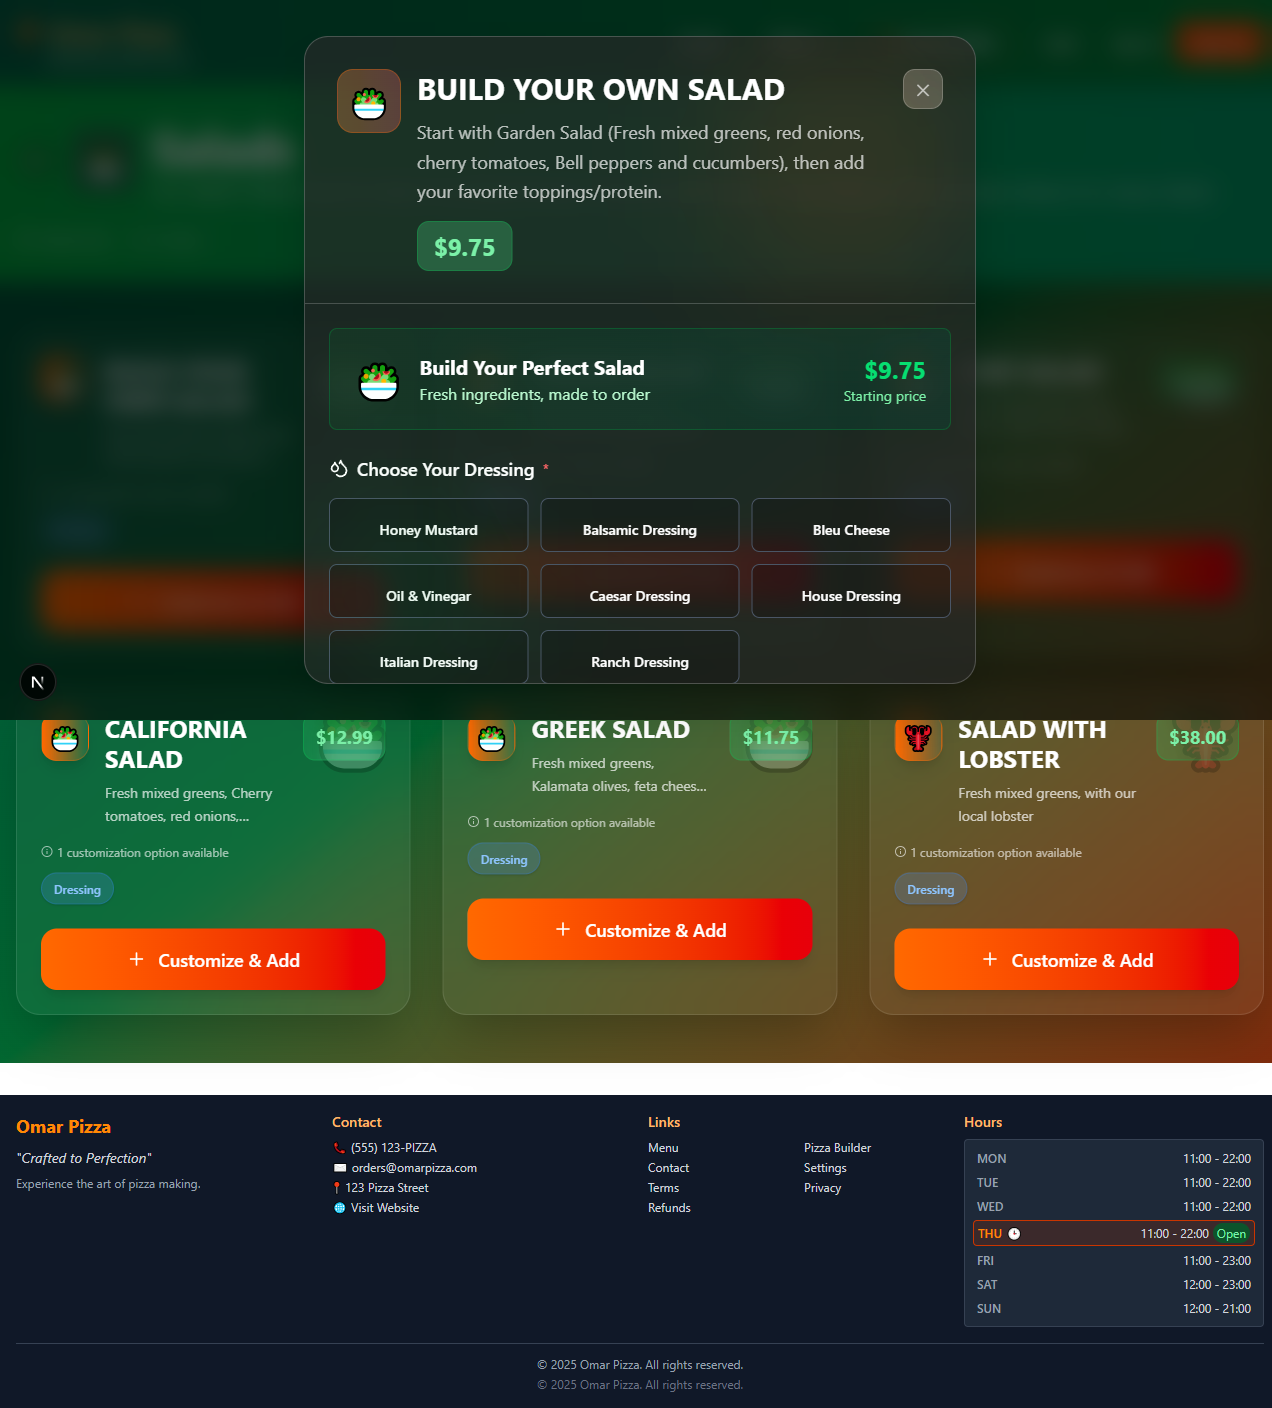 BUILD YOUR OWN SALAD
Start with Garden Salad (Fresh mixed greens, red onions,
cherry tomatoes, Bell peppers and cucumbers), then add
your favorite toppings/protein.
$9.75
Build Your Perfect Salad
Fresh ingredients, made to order
$9.75
Starting price
Choose Your Dressing *
Honey Mustard
Balsamic Dressing
Bleu Cheese
Oil & Vinegar
Caesar Dressing
House Dressing
Italian Dressing
Ranch Dressing
N
CALIFORNIA
SALAD
$12.99
Fresh mixed greens, Cherry
tomatoes, red onions,...
1 customization option available
Dressing
+ Customize & Add
GREEK SALAD
$11.75
Fresh mixed greens,
Kalamata olives, feta chees...
1 customization option available
Dressing
+ Customize & Add
SALAD WITH
LOBSTER
$38.00
Fresh mixed greens, with our
local lobster
1 customization option available
Dressing
+ Customize & Add
Omar Pizza
"Crafted to Perfection"
Experience the art of pizza making.
Contact
(555) 123-PIZZA
orders@omarpizza.com
123 Pizza Street
Visit Website
Links
Menu
Contact
Terms
Refunds
Pizza Builder
Settings
Privacy
Hours
MON 11:00 - 22:00
TUE 11:00 - 22:00
WED 11:00 - 22:00
THU 11:00 - 22:00 Open
FRI 11:00 - 23:00
SAT 12:00 - 23:00
SUN 12:00 - 21:00
© 2025 Omar Pizza. All rights reserved.
© 2025 Omar Pizza. All rights reserved.